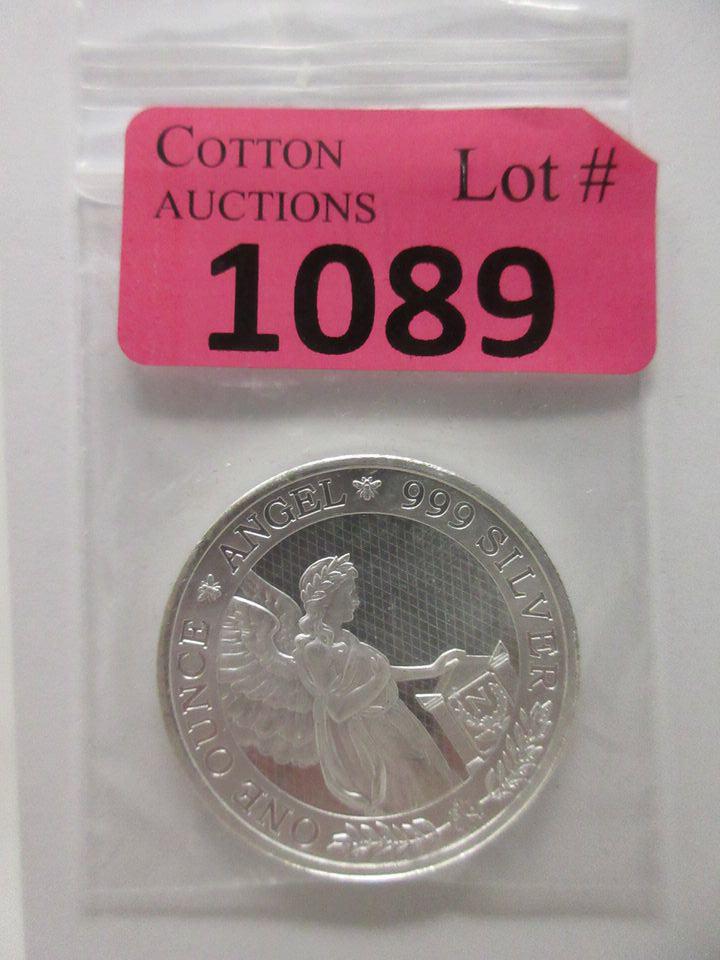 COTTON
AUCTIONS
Lot #
1089
ONE OUNCE ANGEL 999 SILVER
N